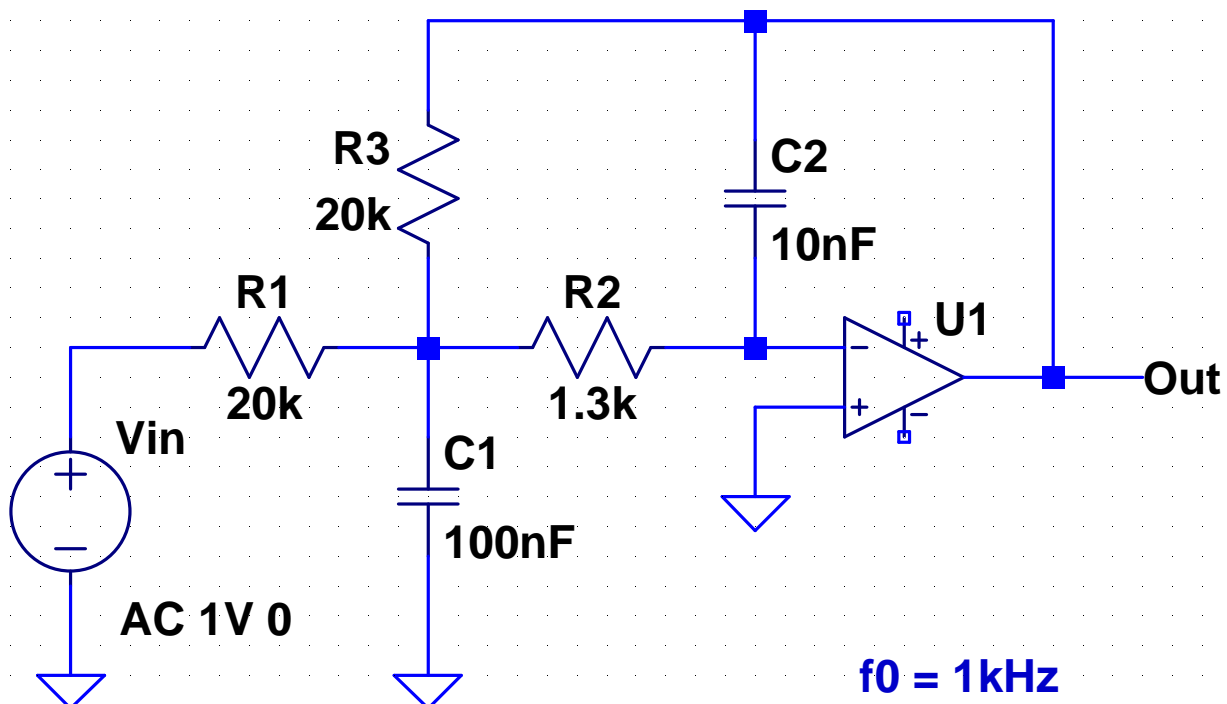 R3
20k
C2
10nF
R1
20k
R2
1.3k
U1
Out
Vin
AC 1V 0
C1
100nF
f0 = 1kHz